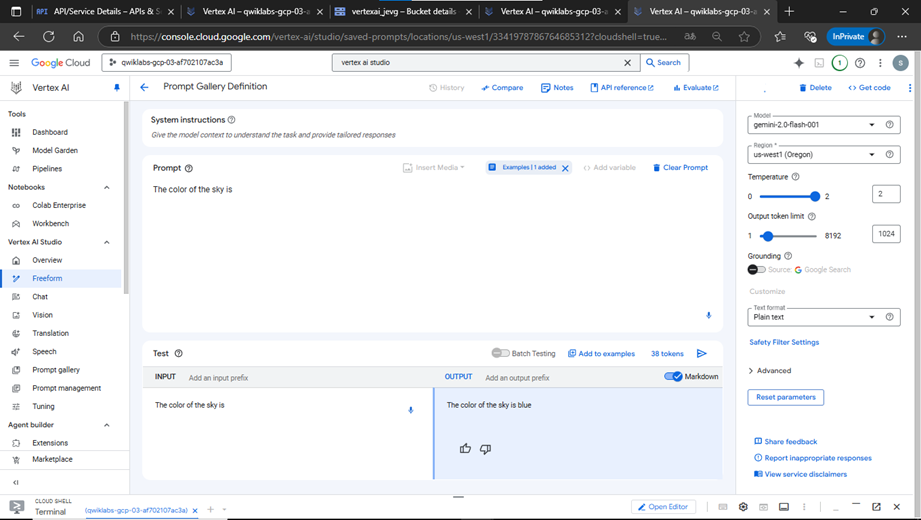 API API/Service Details – APIs & S
Vertex AI – qwiklabs-gcp-03-a
vertexai_jevg – Bucket details
Vertex AI – qwiklabs-gcp-03-a
Vertex AI – qwiklabs-gcp-03-a
https://console.cloud.google.com/vertex-ai/studio/saved-prompts/locations/us-west1/3341978786764685312?cloudshell=true...
InPrivate
Google Cloud
qwiklabs-gcp-03-af702107ac3a
vertex ai studio
Search
1
S
Vertex AI
Prompt Gallery Definition
History
Compare
Notes
API reference
Evaluate
Delete
Get code
Tools
Dashboard
Model Garden
Pipelines
Notebooks
Colab Enterprise
Workbench
Vertex AI Studio
Overview
Freeform
Chat
Vision
Translation
Speech
Prompt gallery
Prompt management
Tuning
Agent builder
Extensions
Marketplace
System instructions
Give the model context to understand the task and provide tailored responses
Prompt
Insert Media
Examples | 1 added
Add variable
Clear Prompt
The color of the sky is
Test
Batch Testing
Add to examples
38 tokens
INPUT Add an input prefix
OUTPUT Add an output prefix
Markdown
The color of the sky is
The color of the sky is blue
Model
gemini-2.0-flash-001
Region *
us-west1 (Oregon)
Temperature
0 2 2
Output token limit
1 8192 1024
Grounding
Source: Google Search
Customize
Text format
Plain text
Safety Filter Settings
Advanced
Reset parameters
Share feedback
Report inappropriate responses
View service disclaimers
CLOUD SHELL
Terminal
(qwiklabs-gcp-03-af702107ac3a)
Open Editor